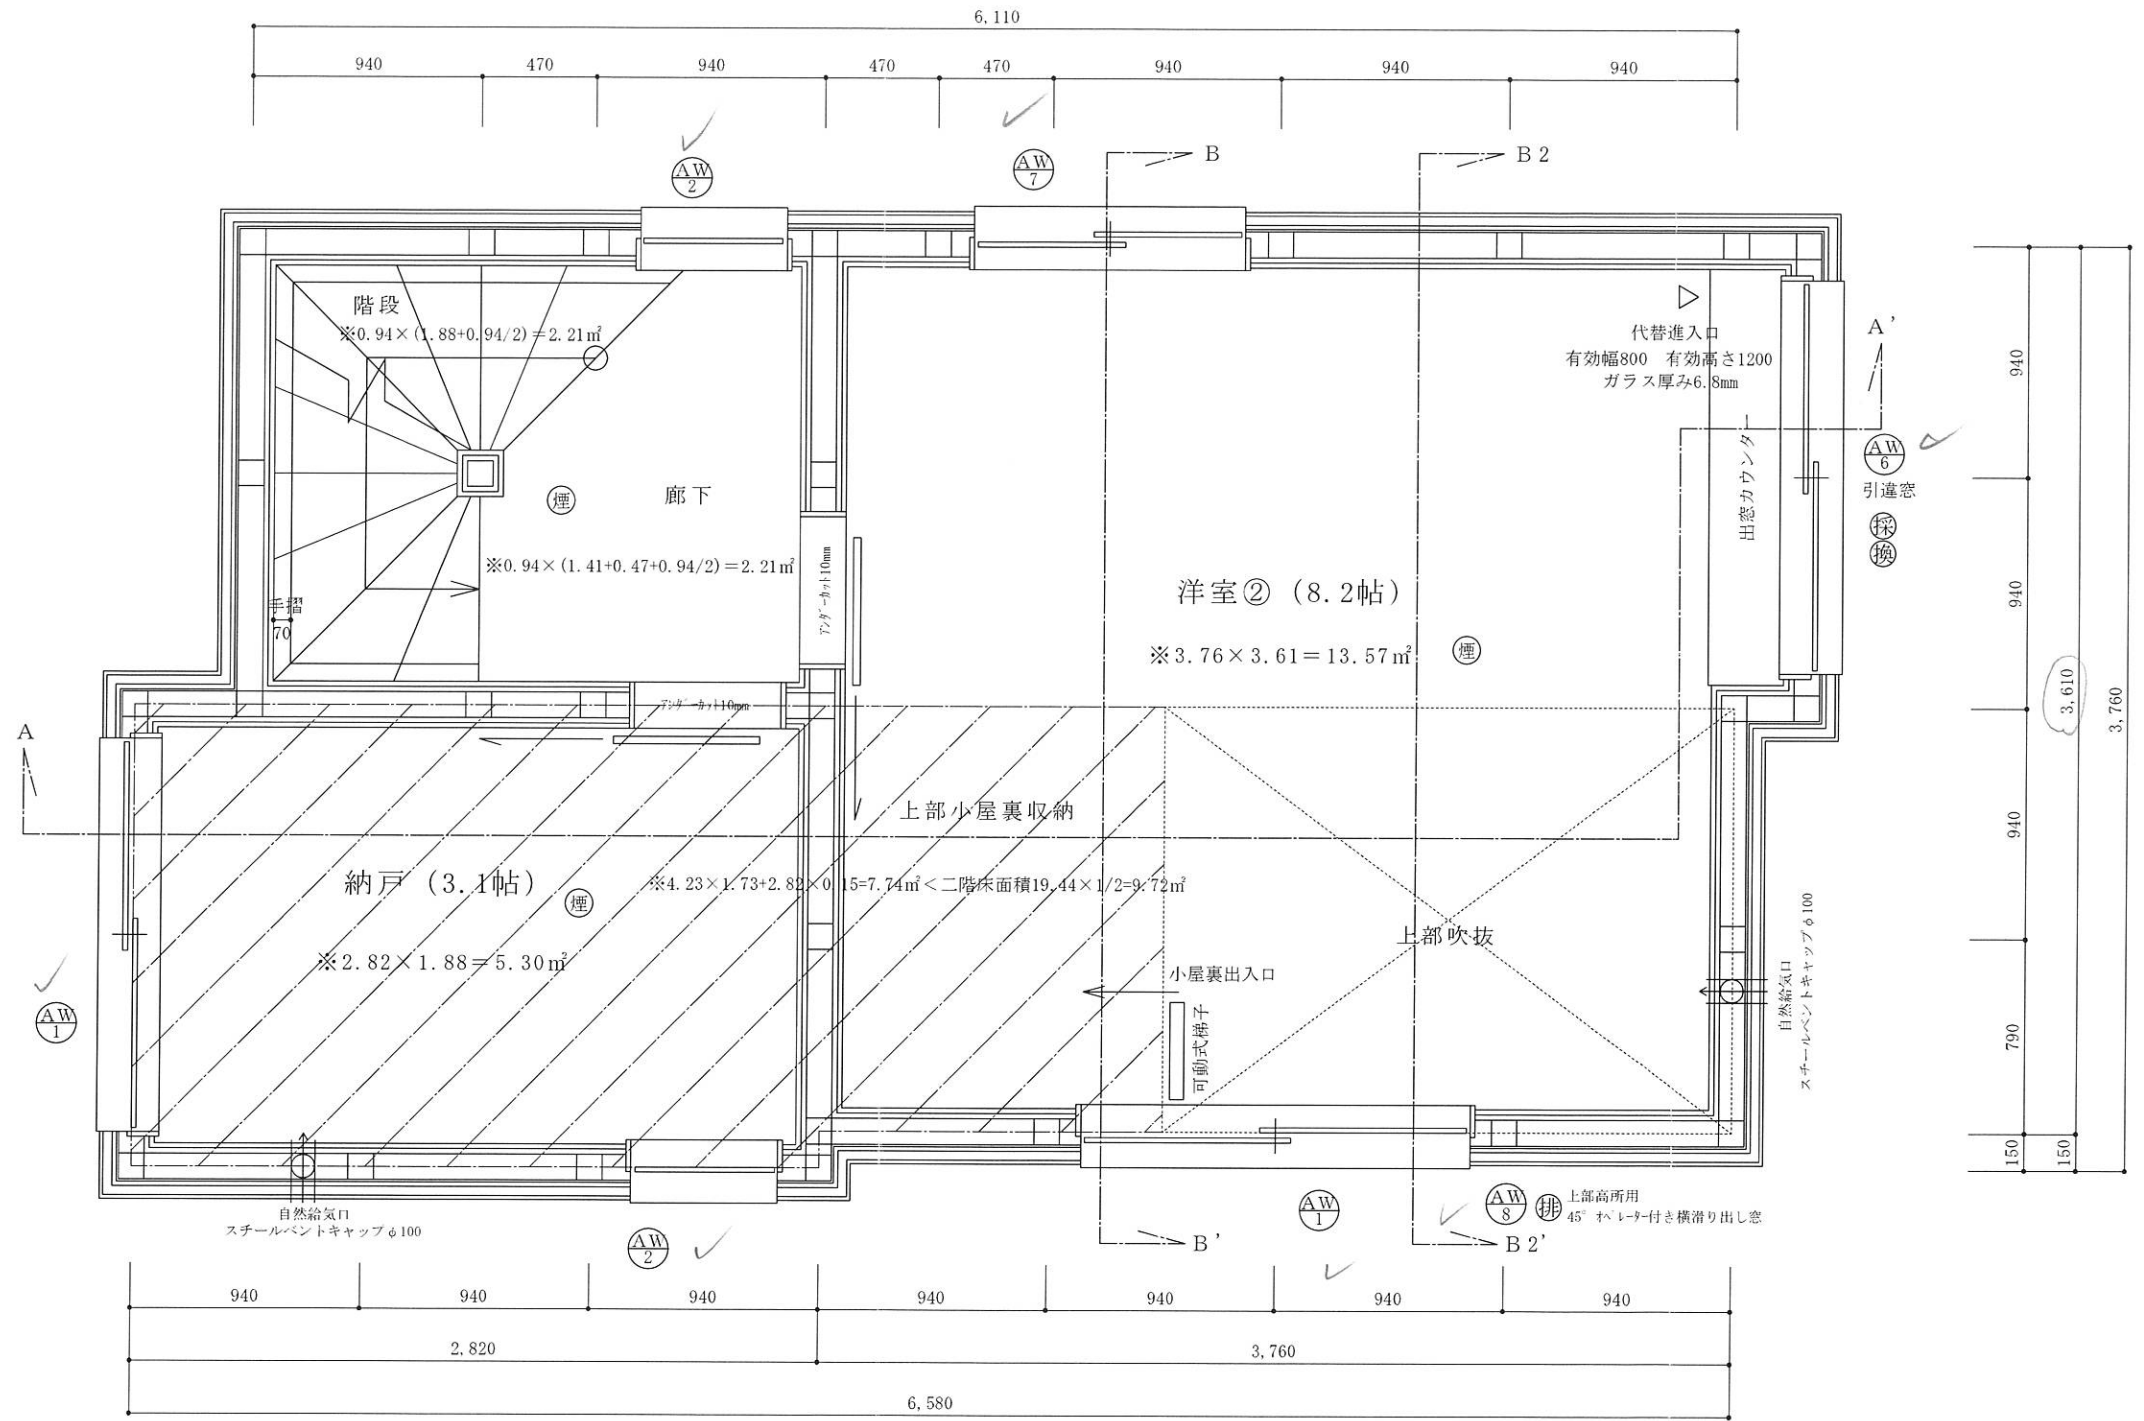 6,110
940 470 940 470 470 940 940 940
AW
2
AW
7
B
B2
階段
※0.94×(1.88+0.94/2)=2.21㎡
代替進入口
有効幅800 有効高さ1200
ガラス厚み6.8mm
A'
AW
6
引違窓
採
換
出窓カウンター
煙
廊下
※0.94×(1.41+0.47+0.94/2)=2.21㎡
アンダーカット10mm
手摺
70
洋室②(8.2帖)
※3.76×3.61=13.57㎡
煙
アンダーカット10mm
A
上部小屋裏収納
納戸(3.1帖)
煙
※4.23×1.73+2.82×0.15=7.74㎡<二階床面積19.44×1/2=9.72㎡
※2.82×1.88=5.30㎡
上部吹抜
小屋裏出入口
可動式梯子
自然給気口
スチールベントキャップφ100
AW
1
自然給気口
スチールベントキャップφ100
AW
2
AW
1
AW
8
排
上部高所用
45°オペレーター付き横滑り出し窓
B'
B2'
940
940
940
790
150
3,610
150
3,760
940 940 940 940 940 940 940
2,820 3,760
6,580